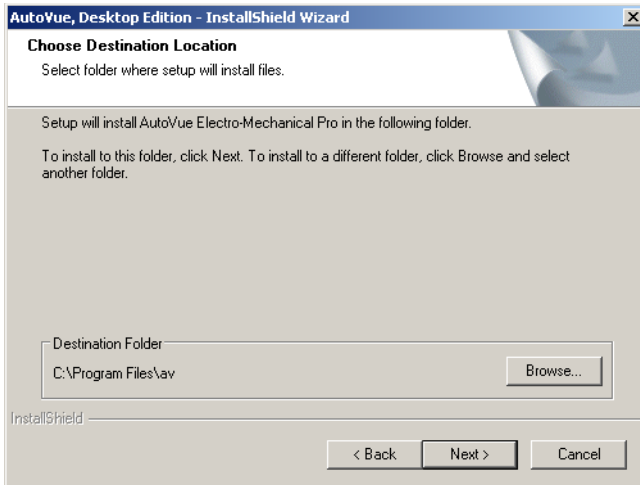 AutoVue, Desktop Edition - InstallShield Wizard
Choose Destination Location
Select folder where setup will install files.
Setup will install AutoVue Electro-Mechanical Pro in the following folder.
To install to this folder, click Next. To install to a different folder, click Browse and select
another folder.
Destination Folder
C:\Program Files\av
Browse...
InstallShield
< Back
Next >
Cancel